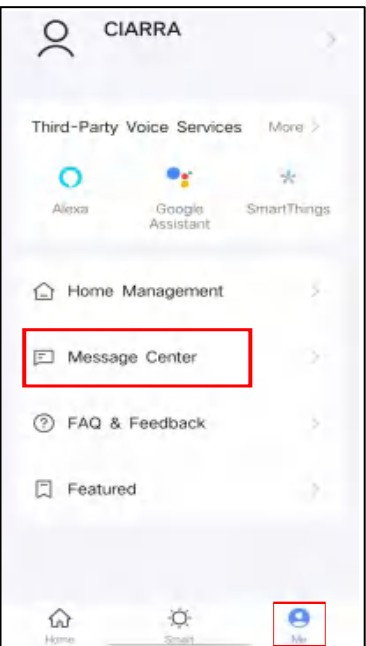 CIARRA
Third-Party Voice Services More
Alexa
Google
Assistant
SmartThings
Home Management
Message Center
FAQ & Feedback
Featured
Home
Smart
Me